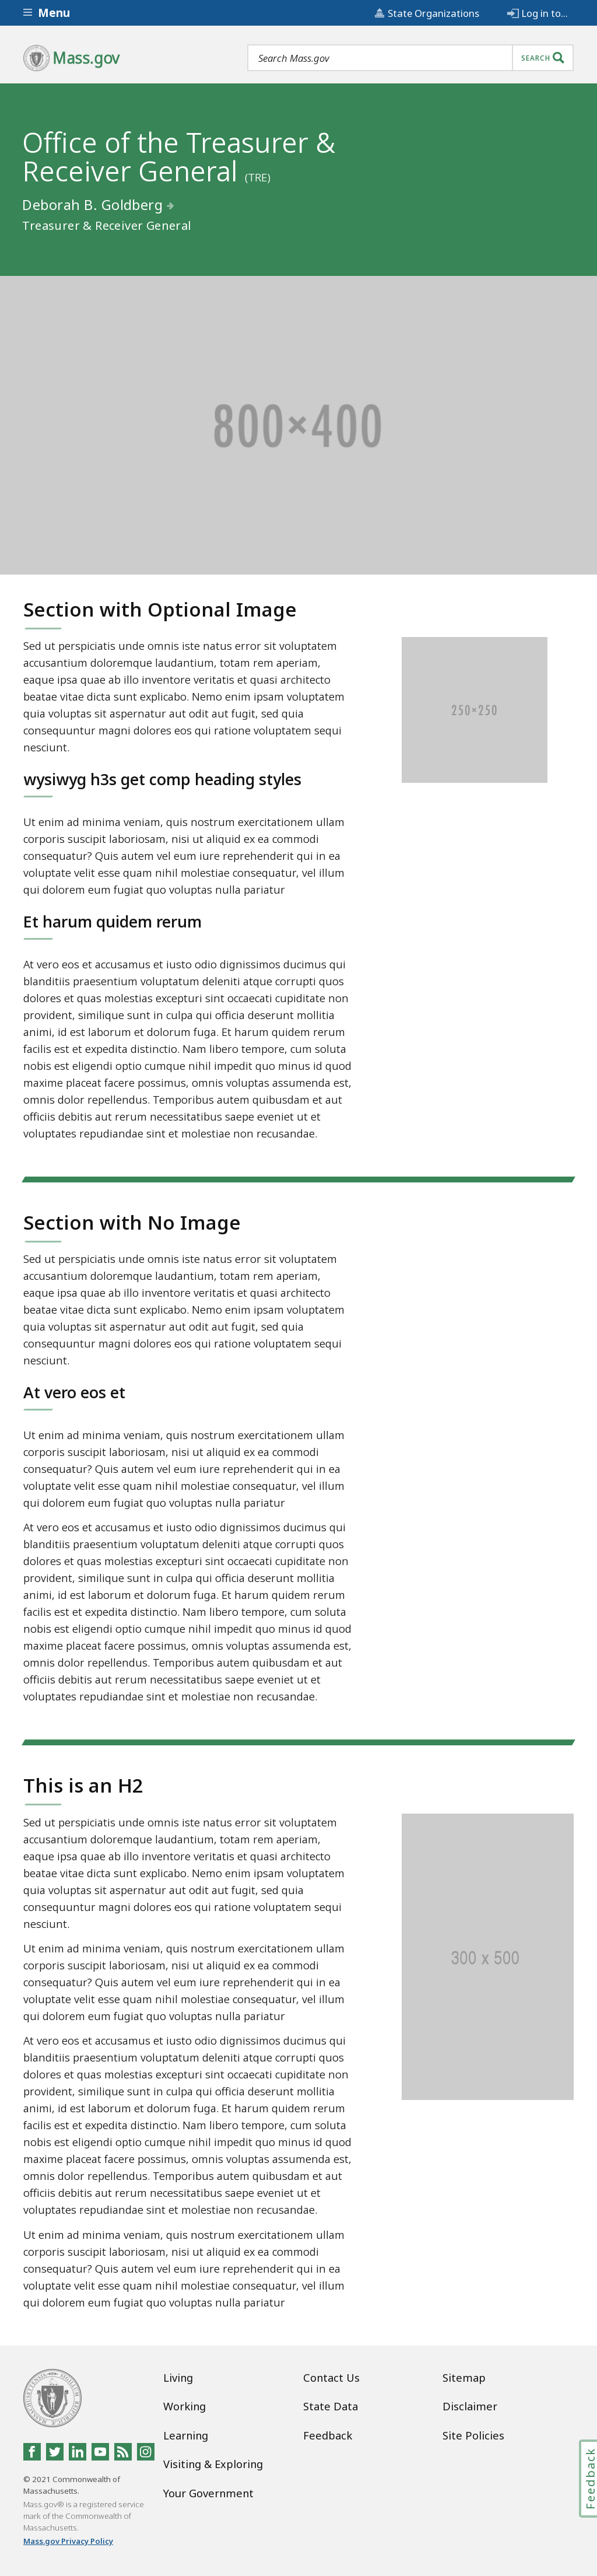 Menu
State Organizations
Log in to...
Mass.gov
Search Mass.gov
SEARCH
Office of the Treasurer &
Receiver General (TRE)
Deborah B. Goldberg
Treasurer & Receiver General
800×400
Section with Optional Image
Sed ut perspiciatis unde omnis iste natus error sit voluptatem
accusantium doloremque laudantium, totam rem aperiam,
eaque ipsa quae ab illo inventore veritatis et quasi architecto
beatae vitae dicta sunt explicabo. Nemo enim ipsam voluptatem
quia voluptas sit aspernatur aut odit aut fugit, sed quia
consequuntur magni dolores eos qui ratione voluptatem sequi
nesciunt.
250×250
wysiwyg h3s get comp heading styles
Ut enim ad minima veniam, quis nostrum exercitationem ullam
corporis suscipit laboriosam, nisi ut aliquid ex ea commodi
consequatur? Quis autem vel eum iure reprehenderit qui in ea
voluptate velit esse quam nihil molestiae consequatur, vel illum
qui dolorem eum fugiat quo voluptas nulla pariatur
Et harum quidem rerum
At vero eos et accusamus et iusto odio dignissimos ducimus qui
blanditiis praesentium voluptatum deleniti atque corrupti quos
dolores et quas molestias excepturi sint occaecati cupiditate non
provident, similique sunt in culpa qui officia deserunt mollitia
animi, id est laborum et dolorum fuga. Et harum quidem rerum
facilis est et expedita distinctio. Nam libero tempore, cum soluta
nobis est eligendi optio cumque nihil impedit quo minus id quod
maxime placeat facere possimus, omnis voluptas assumenda est,
omnis dolor repellendus. Temporibus autem quibusdam et aut
officiis debitis aut rerum necessitatibus saepe eveniet ut et
voluptates repudiandae sint et molestiae non recusandae.
Section with No Image
Sed ut perspiciatis unde omnis iste natus error sit voluptatem
accusantium doloremque laudantium, totam rem aperiam,
eaque ipsa quae ab illo inventore veritatis et quasi architecto
beatae vitae dicta sunt explicabo. Nemo enim ipsam voluptatem
quia voluptas sit aspernatur aut odit aut fugit, sed quia
consequuntur magni dolores eos qui ratione voluptatem sequi
nesciunt.
At vero eos et
Ut enim ad minima veniam, quis nostrum exercitationem ullam
corporis suscipit laboriosam, nisi ut aliquid ex ea commodi
consequatur? Quis autem vel eum iure reprehenderit qui in ea
voluptate velit esse quam nihil molestiae consequatur, vel illum
qui dolorem eum fugiat quo voluptas nulla pariatur
At vero eos et accusamus et iusto odio dignissimos ducimus qui
blanditiis praesentium voluptatum deleniti atque corrupti quos
dolores et quas molestias excepturi sint occaecati cupiditate non
provident, similique sunt in culpa qui officia deserunt mollitia
animi, id est laborum et dolorum fuga. Et harum quidem rerum
facilis est et expedita distinctio. Nam libero tempore, cum soluta
nobis est eligendi optio cumque nihil impedit quo minus id quod
maxime placeat facere possimus, omnis voluptas assumenda est,
omnis dolor repellendus. Temporibus autem quibusdam et aut
officiis debitis aut rerum necessitatibus saepe eveniet ut et
voluptates repudiandae sint et molestiae non recusandae.
This is an H2
Sed ut perspiciatis unde omnis iste natus error sit voluptatem
accusantium doloremque laudantium, totam rem aperiam,
eaque ipsa quae ab illo inventore veritatis et quasi architecto
beatae vitae dicta sunt explicabo. Nemo enim ipsam voluptatem
quia voluptas sit aspernatur aut odit aut fugit, sed quia
consequuntur magni dolores eos qui ratione voluptatem sequi
nesciunt.
Ut enim ad minima veniam, quis nostrum exercitationem ullam
corporis suscipit laboriosam, nisi ut aliquid ex ea commodi
consequatur? Quis autem vel eum iure reprehenderit qui in ea
voluptate velit esse quam nihil molestiae consequatur, vel illum
qui dolorem eum fugiat quo voluptas nulla pariatur
At vero eos et accusamus et iusto odio dignissimos ducimus qui
blanditiis praesentium voluptatum deleniti atque corrupti quos
dolores et quas molestias excepturi sint occaecati cupiditate non
provident, similique sunt in culpa qui officia deserunt mollitia
animi, id est laborum et dolorum fuga. Et harum quidem rerum
facilis est et expedita distinctio. Nam libero tempore, cum soluta
nobis est eligendi optio cumque nihil impedit quo minus id quod
maxime placeat facere possimus, omnis voluptas assumenda est,
omnis dolor repellendus. Temporibus autem quibusdam et aut
officiis debitis aut rerum necessitatibus saepe eveniet ut et
voluptates repudiandae sint et molestiae non recusandae.
Ut enim ad minima veniam, quis nostrum exercitationem ullam
corporis suscipit laboriosam, nisi ut aliquid ex ea commodi
consequatur? Quis autem vel eum iure reprehenderit qui in ea
voluptate velit esse quam nihil molestiae consequatur, vel illum
qui dolorem eum fugiat quo voluptas nulla pariatur
300 x 500
© 2021 Commonwealth of
Massachusetts.
Mass.gov® is a registered service
mark of the Commonwealth of
Massachusetts.
Mass.gov Privacy Policy
Living
Working
Learning
Visiting & Exploring
Your Government
Contact Us
State Data
Feedback
Sitemap
Disclaimer
Site Policies
Feedback